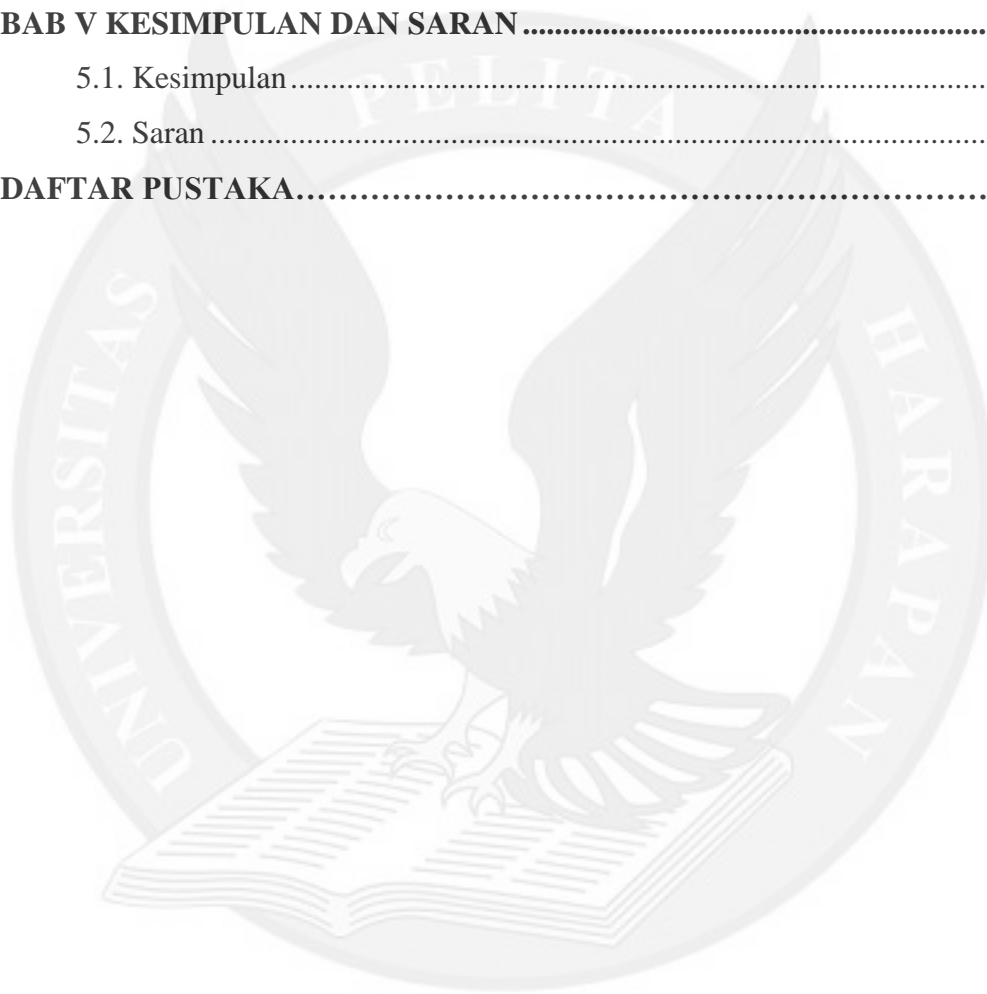 BAB V KESIMPULAN DAN SARAN ............................................................
5.1. Kesimpulan ........................................................................................
5.2. Saran ..................................................................................................
DAFTAR PUSTAKA……………………………………………………………
UNIVERSITAS PELITA HARAPAN